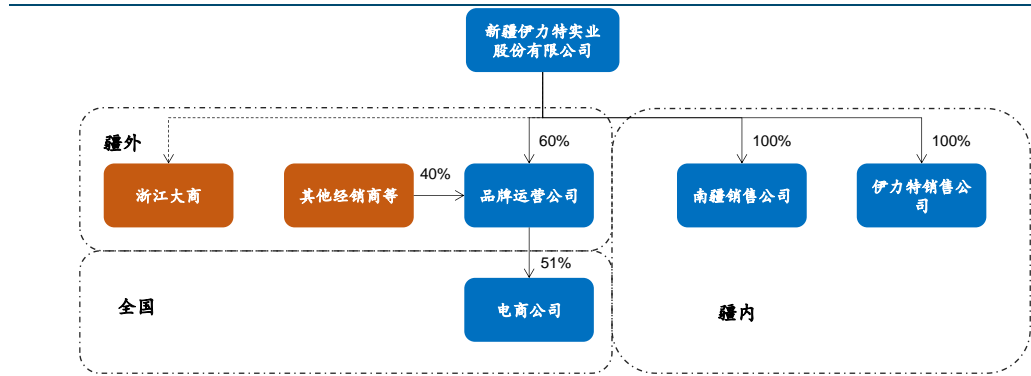 新疆伊力特实业
股份有限公司
疆外
60%
100%
100%
浙江大商
其他经销商等
40%
品牌运营公司
南疆销售公司
伊力特销售公
司
51%
全国
电商公司
疆内